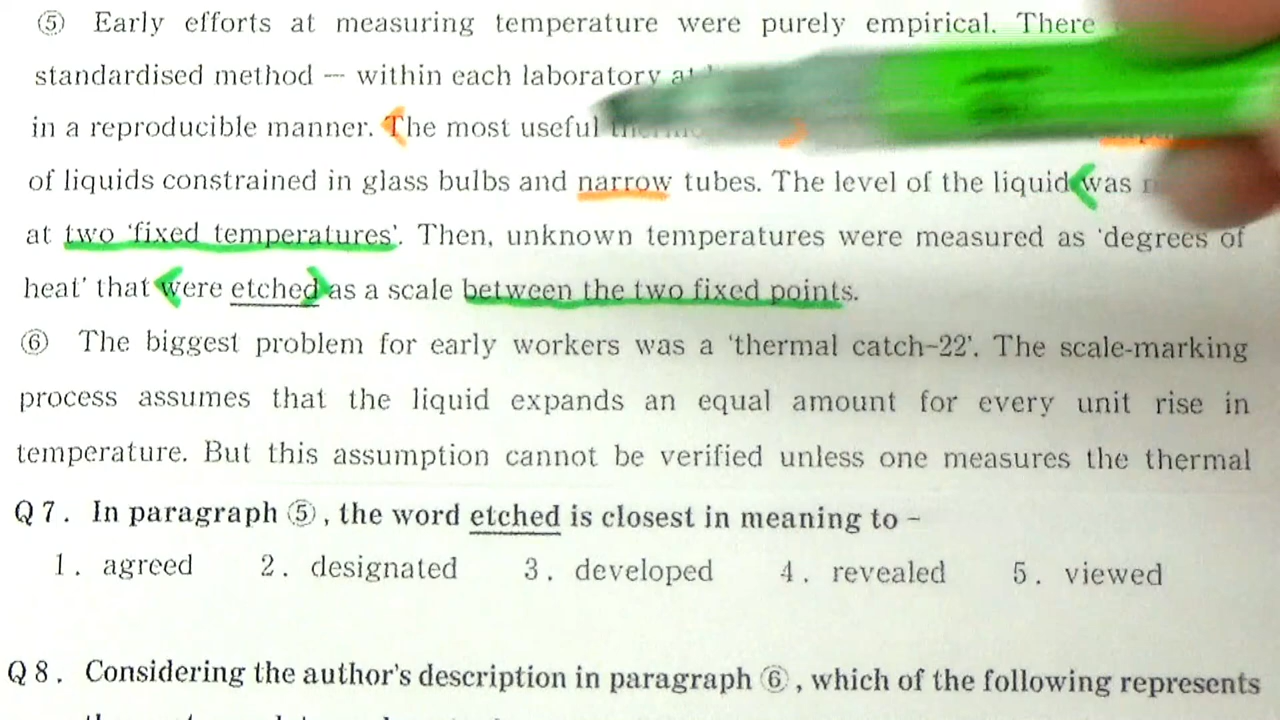 ⑤ Early efforts at measuring temperature were purely empirical. There
standardised method — within each laboratory at
in a reproducible manner. The most useful
of liquids constrained in glass bulbs and narrow tubes. The level of the liquid was
at two 'fixed temperatures'. Then, unknown temperatures were measured as 'degrees of
heat' that were etched as a scale between the two fixed points.
⑥ The biggest problem for early workers was a 'thermal catch-22'. The scale-marking
process assumes that the liquid expands an equal amount for every unit rise in
temperature. But this assumption cannot be verified unless one measures the thermal
Q7. In paragraph ⑤, the word etched is closest in meaning to -
1. agreed 2. designated 3. developed 4. revealed 5. viewed
Q8. Considering the author's description in paragraph ⑥, which of the following represents